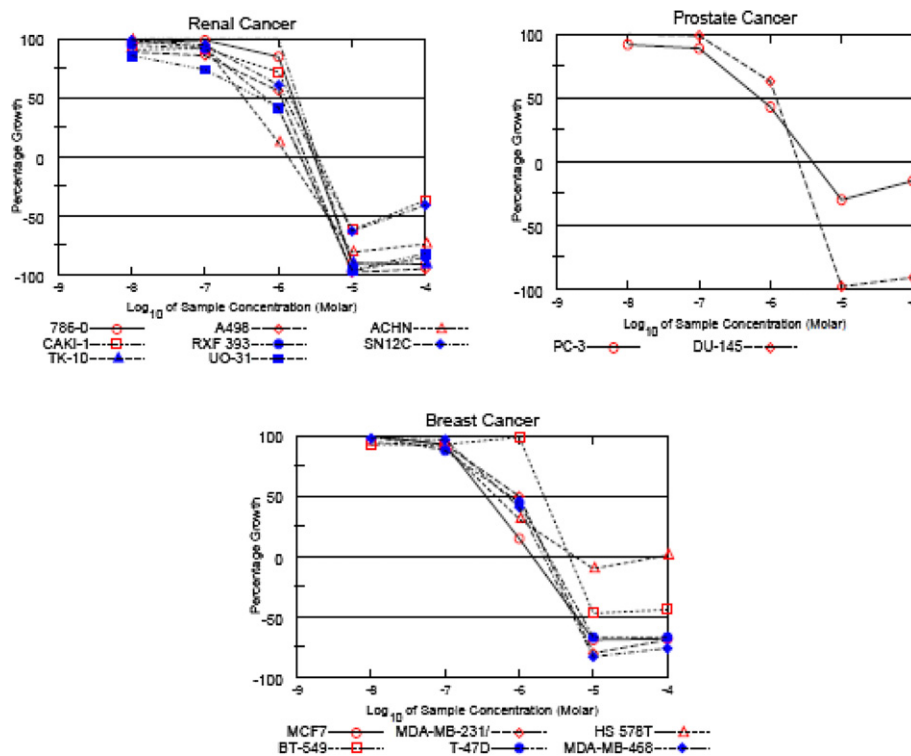 Renal Cancer
100
50
0
-50
-100
Percentage Growth
-9 -8 -7 -6 -5 -4
Log10 of Sample Concentration (Molar)
786-0 A498 ACHN
CAKI-1 RXF 393 SN12C
TK-10 UO-31
Prostate Cancer
100
50
0
-50
-100
Percentage Growth
-9 -8 -7 -6 -5 -4
Log10 of Sample Concentration (Molar)
PC-3 DU-145
Breast Cancer
100
50
0
-50
-100
Percentage Growth
-9 -8 -7 -6 -5 -4
Log10 of Sample Concentration (Molar)
MCF7 MDA-MB-231/ HS 578T
BT-549 T-47D MDA-MB-468